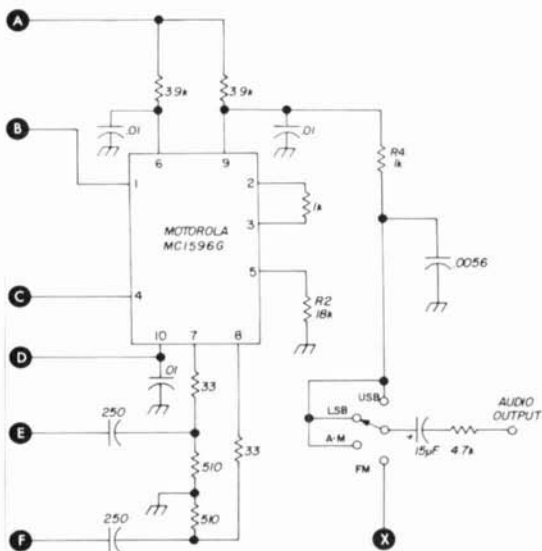 A
3.9k
3.9k
.01
.01
B
R4
1k
6
9
1
2
1k
3
MOTOROLA
MC1596G
5
.0056
C
4
R2
18k
10
7
8
D
.01
33
USB
LSB
AUDIO
OUTPUT
E
250
33
A-M
15μF
4.7k
510
FM
250
510
F
X